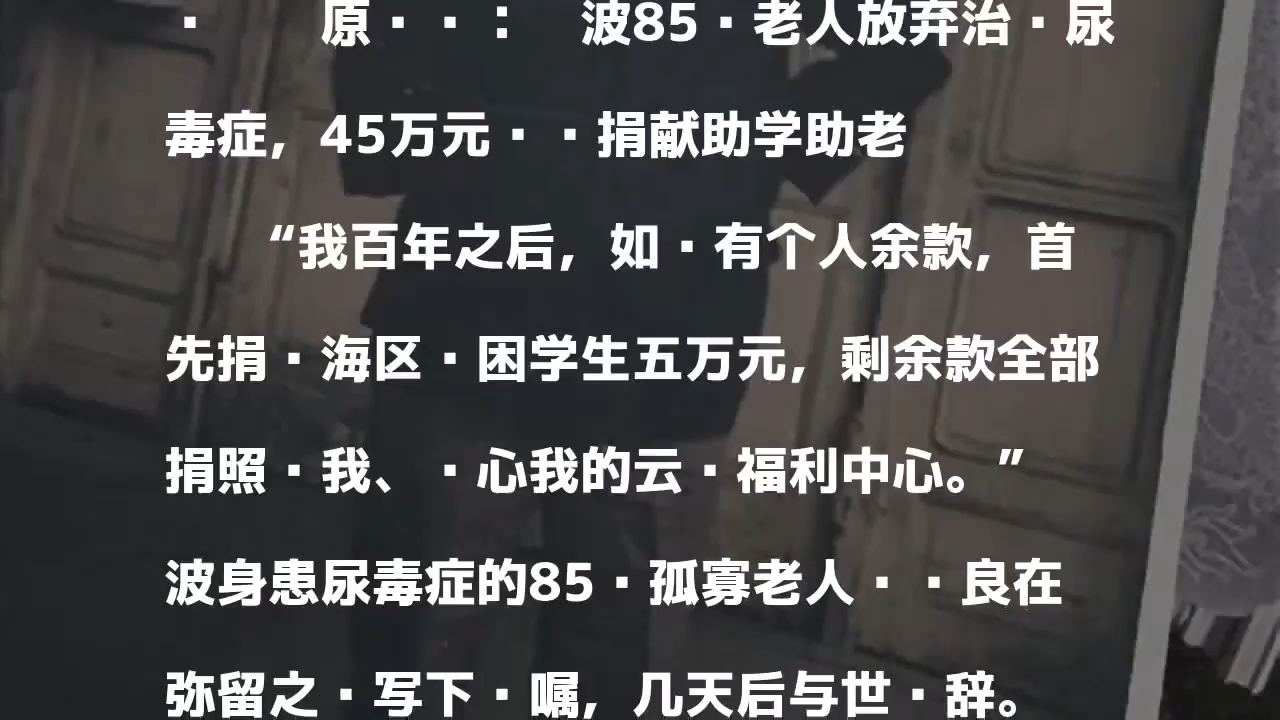 · 原··： 波85·老人放弃治·尿
毒症，45万元··捐献助学助老
“我百年之后，如·有个人余款，首
先捐·海区·困学生五万元，剩余款全部
捐照·我、·心我的云·福利中心。”
波身患尿毒症的85·孤寡老人··良在
弥留之·写下·嘱，几天后与世·辞。